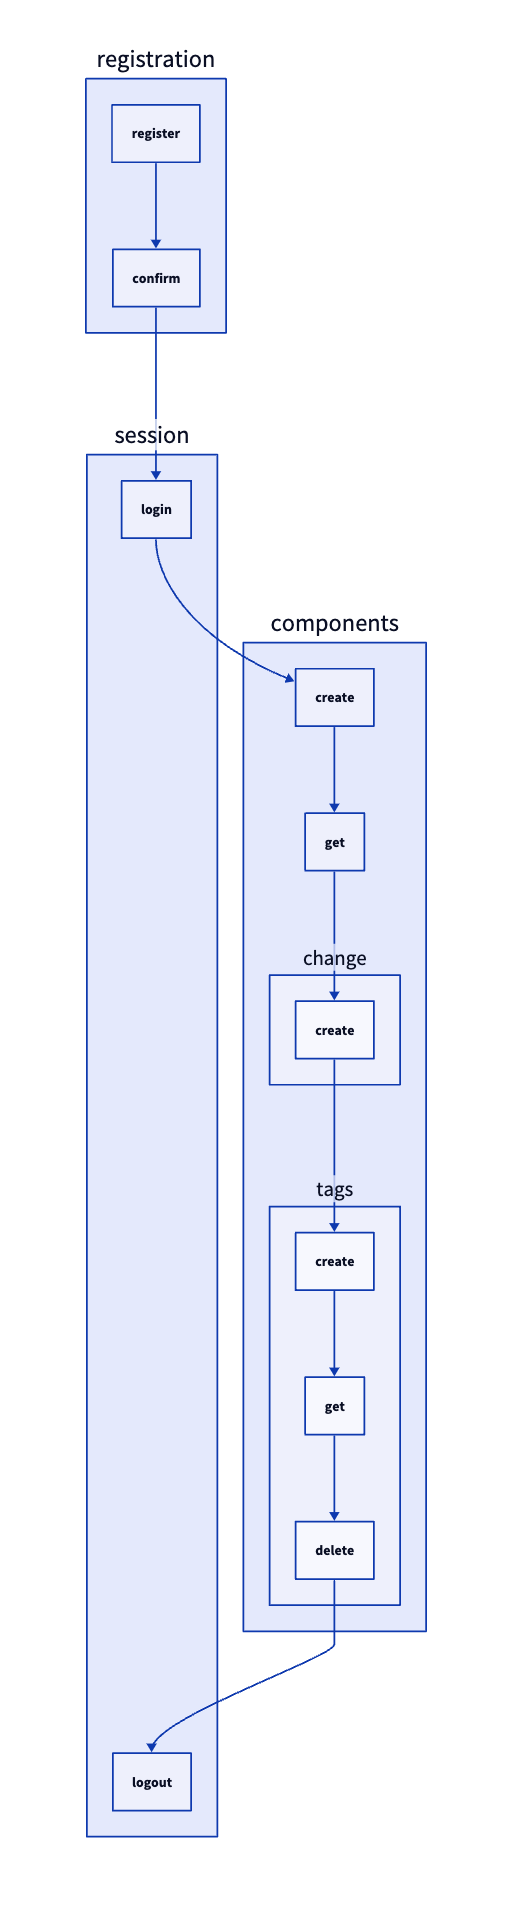 registration
register
confirm
session
login
components
create
get
change
create
tags
create
get
delete
logout